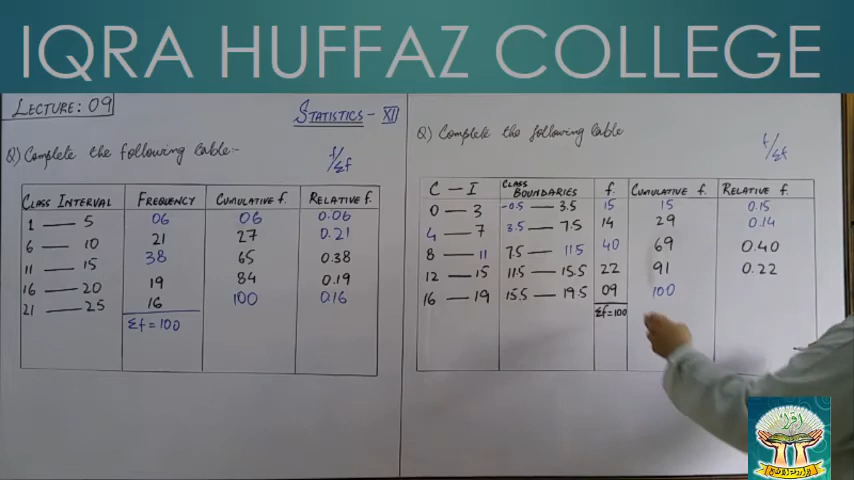 IQRA HUFFAZ COLLEGE
LECTURE: 09
STATISTICS - XI
Q) Complete the following table:-
f/Σf
CLASS INTERVAL FREQUENCY CUMULATIVE f. RELATIVE f.
1 — 5 06 06 0.06
6 — 10 21 27 0.21
11 — 15 38 65 0.38
16 — 20 19 84 0.19
21 — 25 16 100 0.16
Σf = 100
Q) Complete the following table
f/Σf
C — I CLASS BOUNDARIES f. CUMULATIVE f. RELATIVE f.
0 — 3 -0.5 — 3.5 15 15 0.15
4 — 7 3.5 — 7.5 14 29 0.14
8 — 11 7.5 — 11.5 40 69 0.40
12 — 15 11.5 — 15.5 22 91 0.22
16 — 19 15.5 — 19.5 09 100
Σf=100
اقرأ